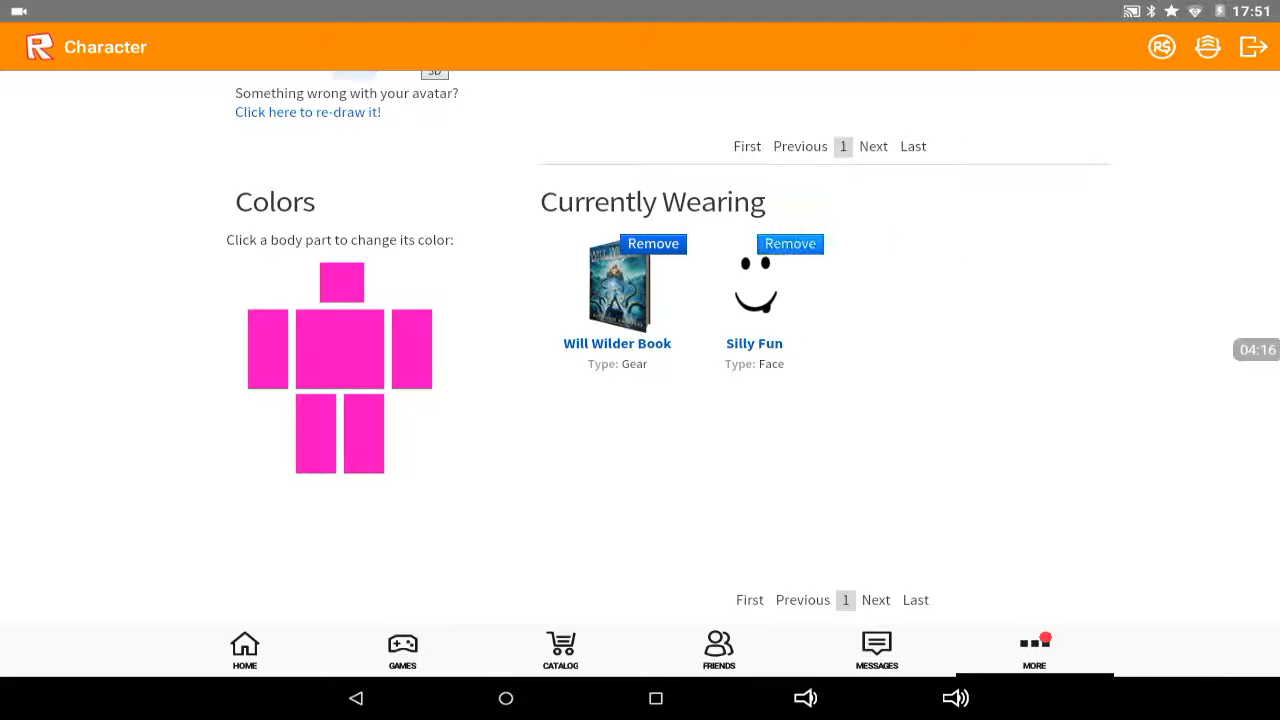 17:51
Character
R$
3D
Something wrong with your avatar?
Click here to re-draw it!
First Previous 1 Next Last
Colors
Currently Wearing
Click a body part to change its color:
Remove
Remove
Will Wilder Book
Silly Fun
Type: Gear
Type: Face
04:16
First Previous 1 Next Last
HOME
GAMES
CATALOG
FRIENDS
MESSAGES
MORE